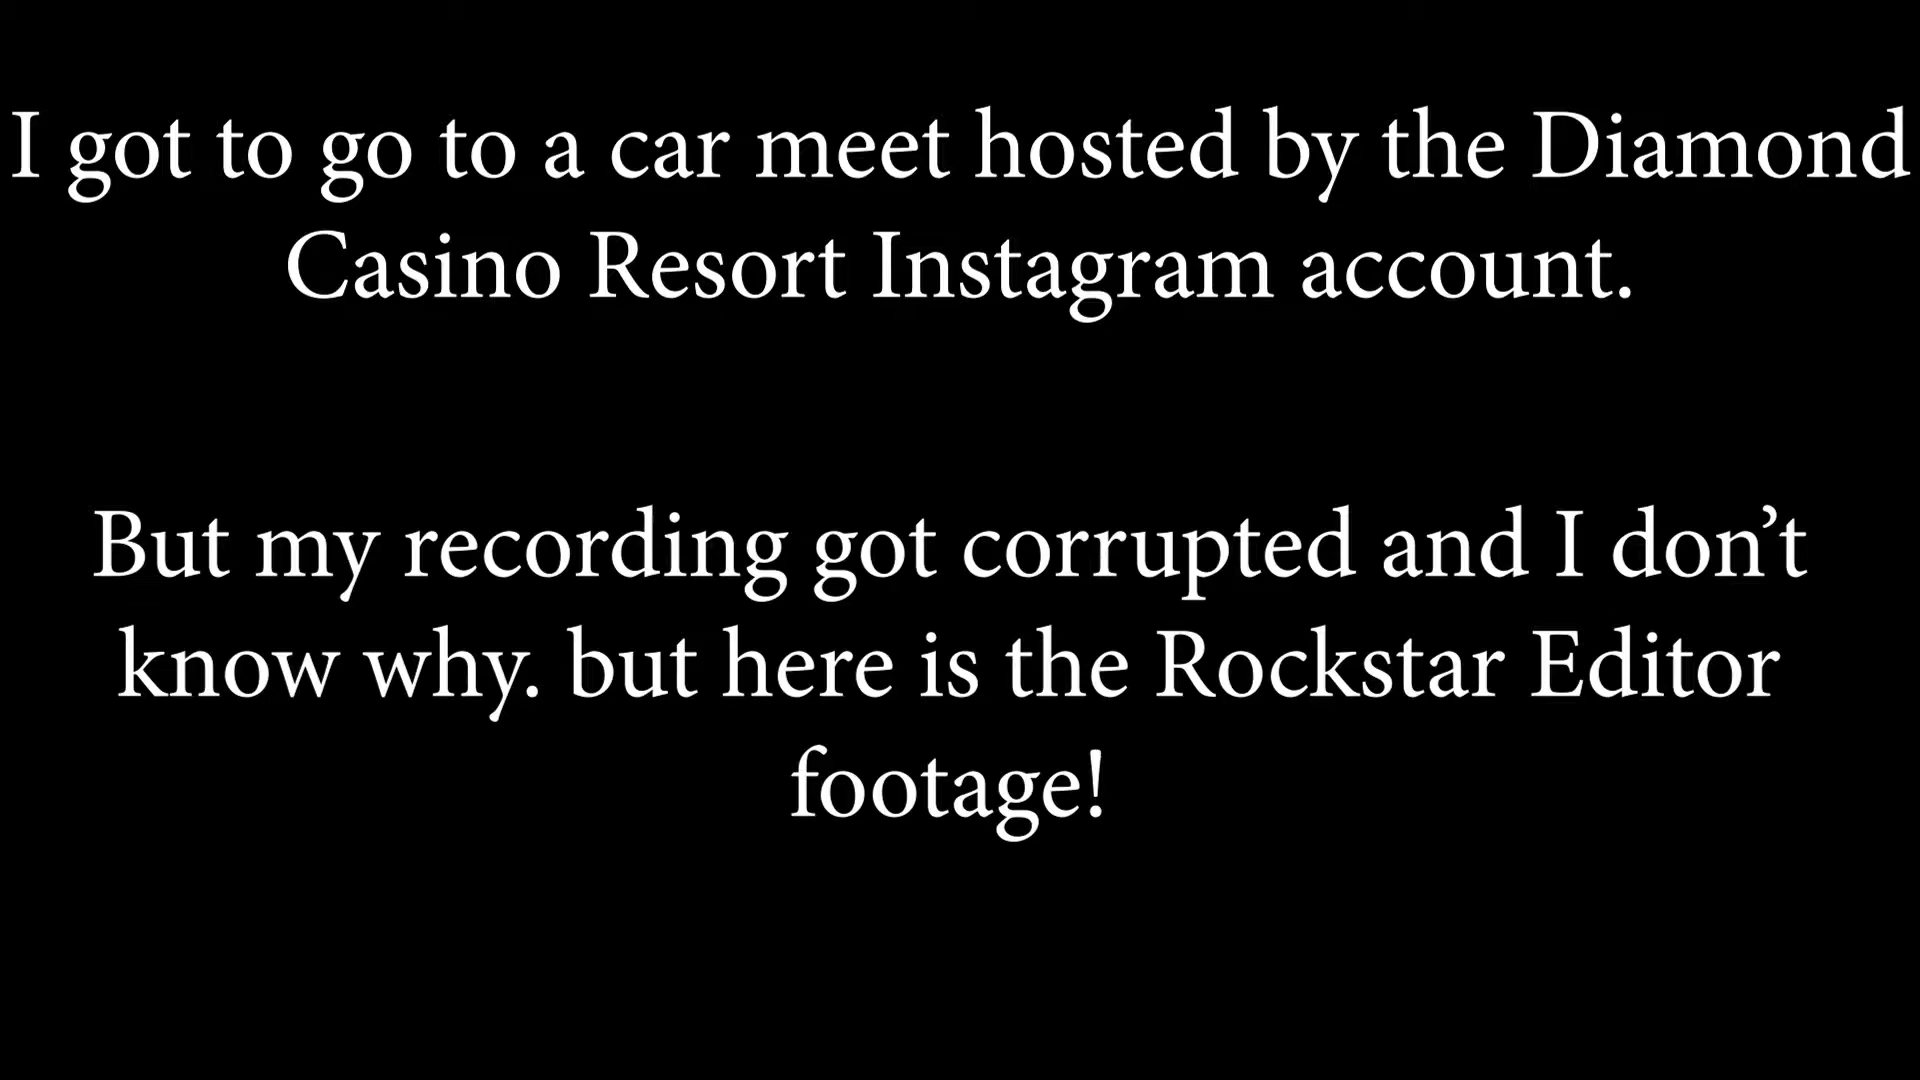 I got to go to a car meet hosted by the Diamond
Casino Resort Instagram account.
But my recording got corrupted and I don’t
know why. but here is the Rockstar Editor
footage!